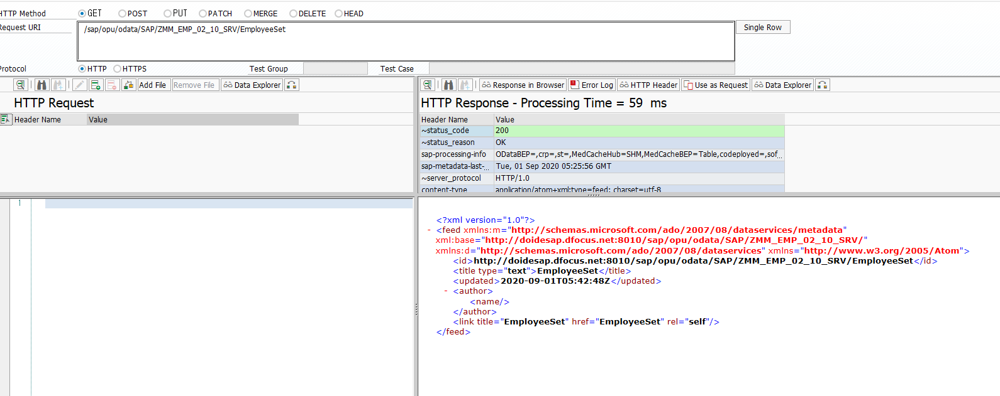 HTTP Method GET POST PUT PATCH MERGE DELETE HEAD
Request URI /sap/opu/odata/SAP/ZMM_EMP_02_10_SRV/EmployeeSet Single Row
Protocol HTTP HTTPS Test Group Test Case
Add File Remove File Data Explorer
HTTP Request
Header Name Value
1
Response in Browser Error Log HTTP Header Use as Request Data Explorer
HTTP Response - Processing Time = 59 ms
Header Name Value
~status_code 200
~status_reason OK
sap-processing-info ODataBEP=,crp=,st=,MedCacheHub=SHM,MedCacheBEP=Table,codeployed=,sof...
sap-metadata-last-... Tue, 01 Sep 2020 05:25:56 GMT
~server_protocol HTTP/1.0
content-type application/atom+xml;type=feed; charset=utf-8
<?xml version="1.0"?>
- <feed xmlns:m="http://schemas.microsoft.com/ado/2007/08/dataservices/metadata"
xml:base="http://doidesap.dfocus.net:8010/sap/opu/odata/SAP/ZMM_EMP_02_10_SRV/"
xmlns:d="http://schemas.microsoft.com/ado/2007/08/dataservices" xmlns="http://www.w3.org/2005/Atom">
<id>http://doidesap.dfocus.net:8010/sap/opu/odata/SAP/ZMM_EMP_02_10_SRV/EmployeeSet</id>
<title type="text">EmployeeSet</title>
<updated>2020-09-01T05:42:48Z</updated>
- <author>
<name/>
</author>
<link title="EmployeeSet" href="EmployeeSet" rel="self"/>
</feed>